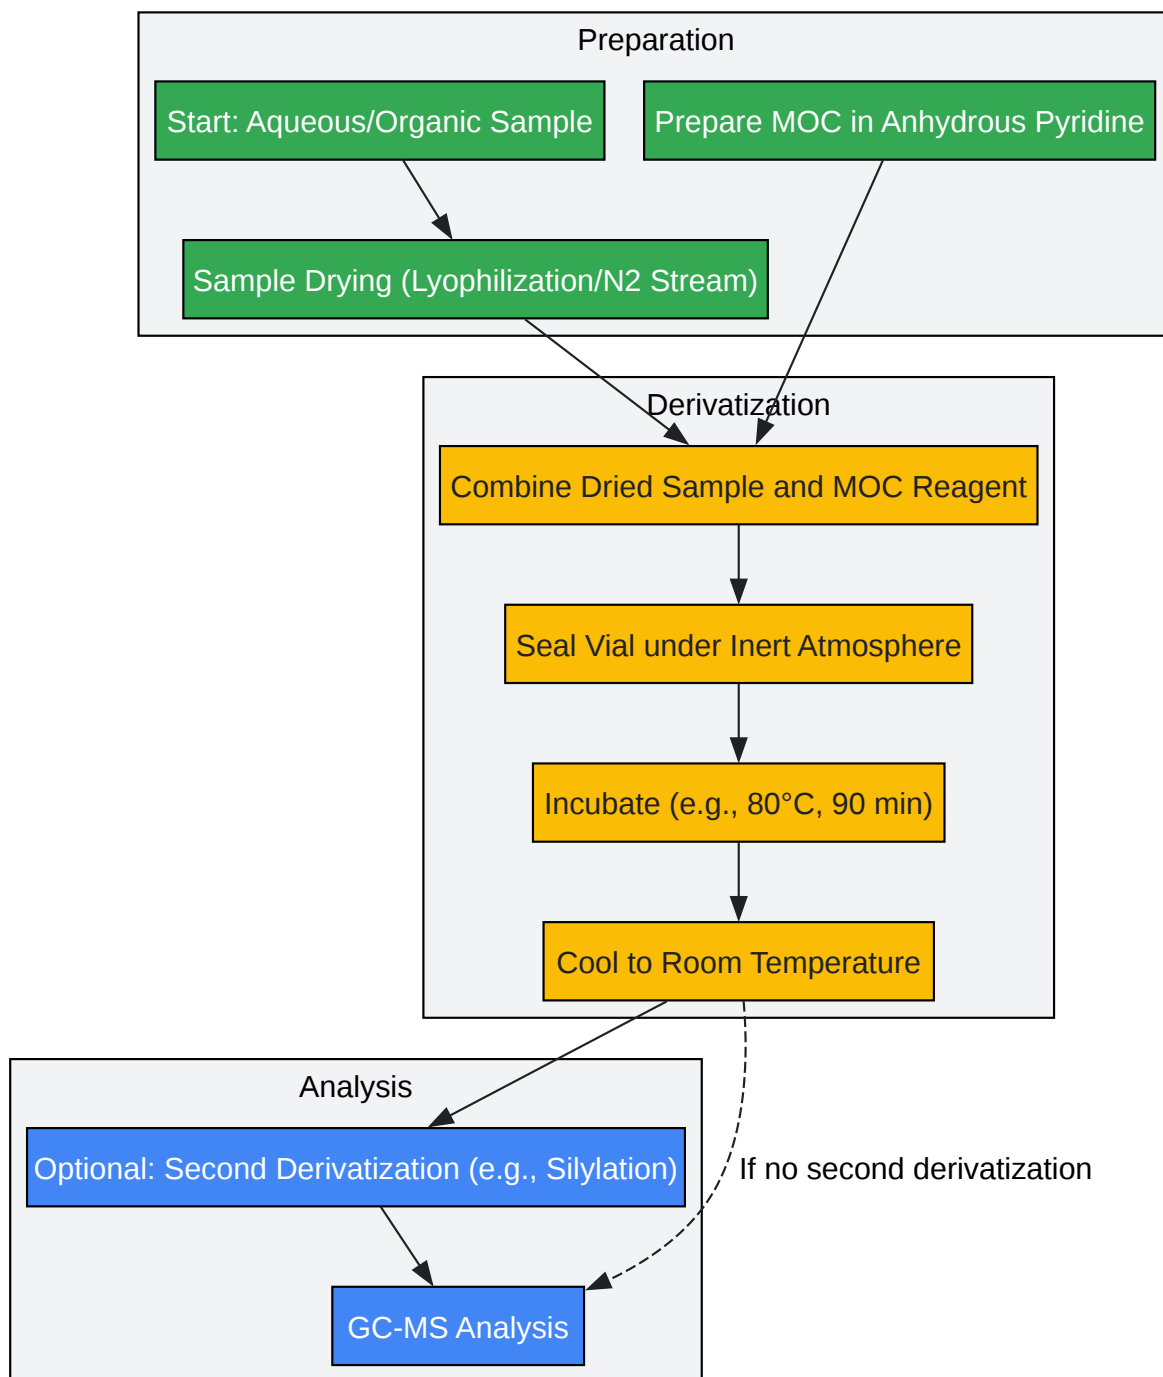 Preparation
Start: Aqueous/Organic Sample
Prepare MOC in Anhydrous Pyridine
Sample Drying (Lyophilization/N2 Stream)
Derivatization
Combine Dried Sample and MOC Reagent
Seal Vial under Inert Atmosphere
Incubate (e.g., 80°C, 90 min)
Cool to Room Temperature
Analysis
Optional: Second Derivatization (e.g., Silylation)
If no second derivatization
GC-MS Analysis